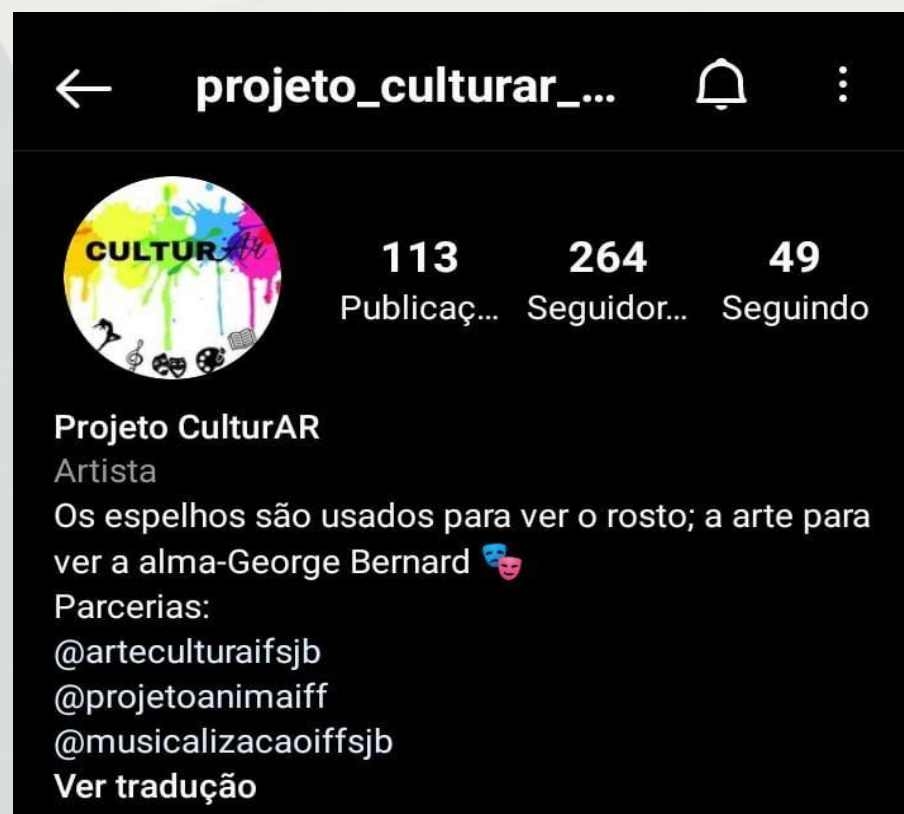 projeto_culturar_...
CULTURAr
113
264
49
Publicaç...
Seguidor...
Seguindo
Projeto CulturAR
Artista
Os espelhos são usados para ver o rosto; a arte para
ver a alma-George Bernard 🎭
Parcerias:
@arteculturaifsjb
@projetoanimaiff
@musicalizacaoiffsjb
Ver tradução